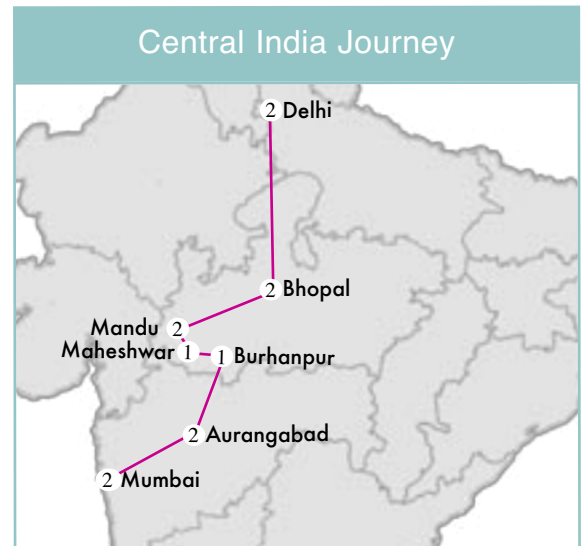 Central India Journey
2 Delhi
2 Bhopal
Mandu 2
Maheshwar 1
1 Burhanpur
2 Aurangabad
2 Mumbai